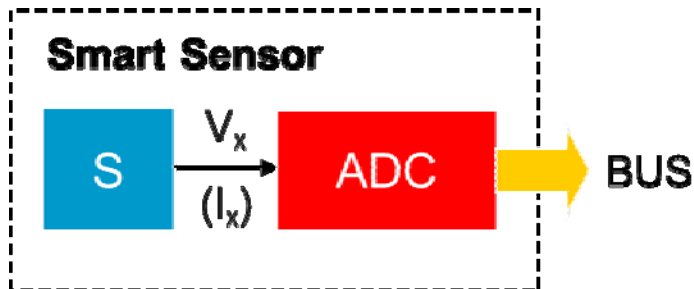 Smart Sensor
S
Vx
(Ix)
ADC
BUS